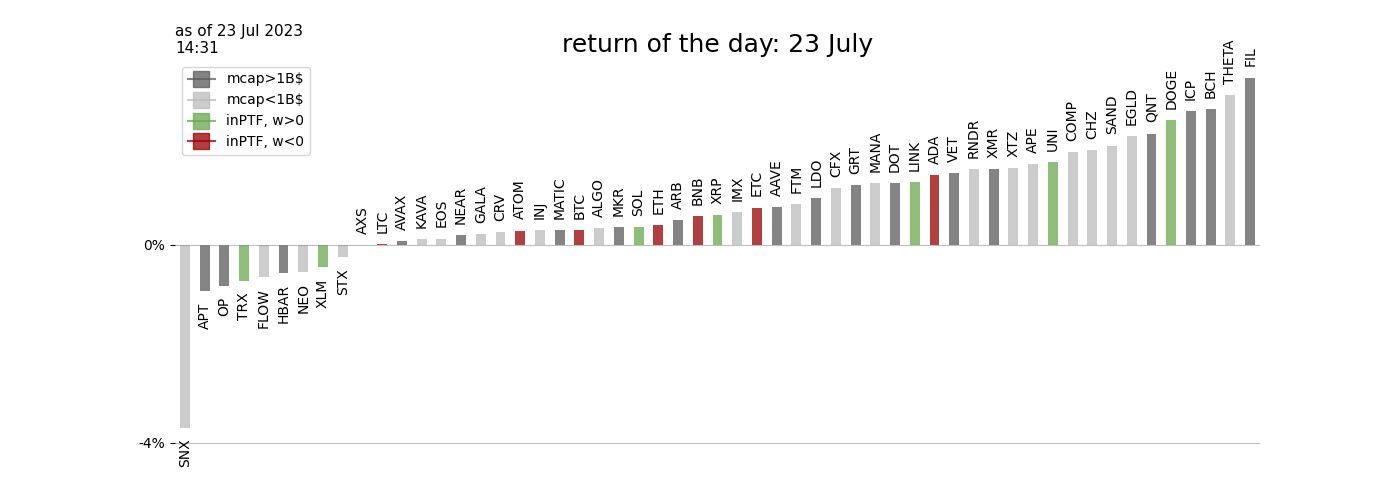 as of 23 Jul 2023
14:31
return of the day: 23 July
mcap>1B$
mcap<1B$
inPTF, w>0
inPTF, w<0
0%
-4%
SNX
APT
OP
TRX
FLOW
HBAR
NEO
XLM
STX
AXS
LTC
AVAX
KAVA
EOS
NEAR
GALA
CRV
ATOM
INJ
MATIC
BTC
ALGO
MKR
SOL
ETH
ARB
BNB
XRP
IMX
ETC
AAVE
FTM
LDO
CFX
GRT
MANA
DOT
LINK
ADA
VET
RNDR
XMR
XTZ
APE
UNI
COMP
CHZ
SAND
EGLD
QNT
DOGE
ICP
BCH
THETA
FIL